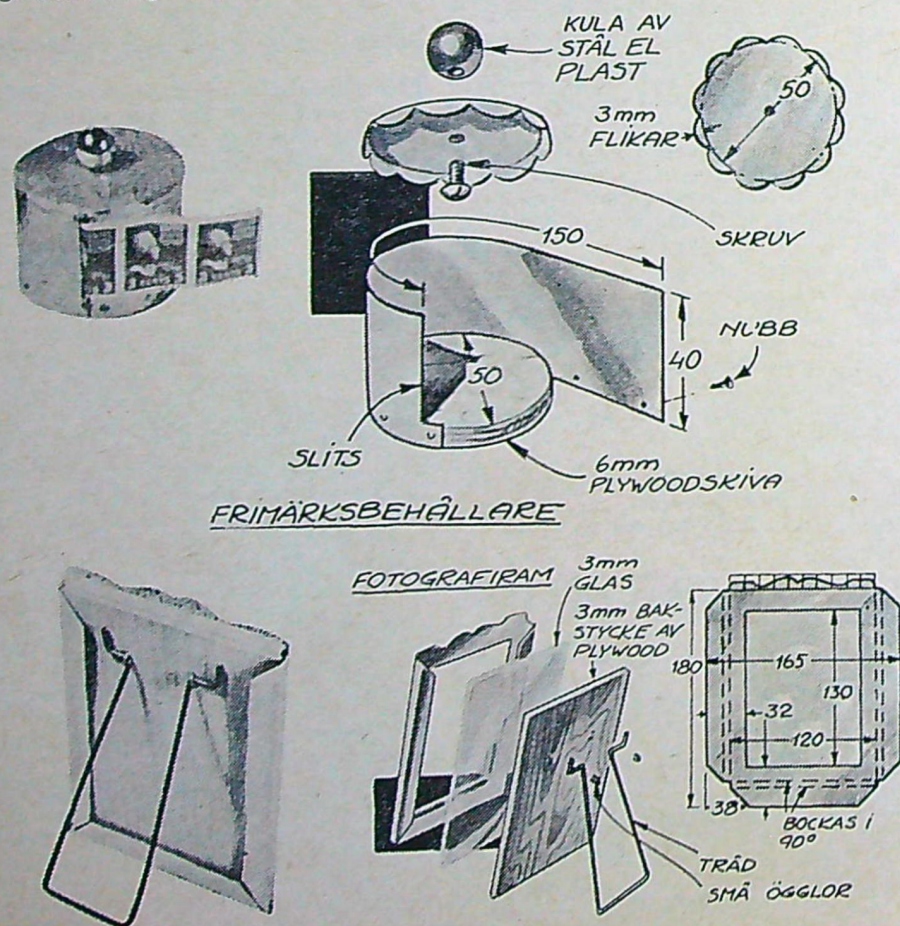 KULA AV
STÅL EL
PLAST
50
3mm
FLIKAR
SKRUV
150
NUBB
40
50
SLITS
6mm
PLYWOODSKIVA
FRIMÄRKSBEHÅLLARE
FOTOGRAFIRAM
3mm
GLAS
3mm BAK-
STYCKE AV
PLYWOOD
180
165
130
32
120
38
BOCKAS I
90°
TRÅD
SMÅ ÖGGLOR